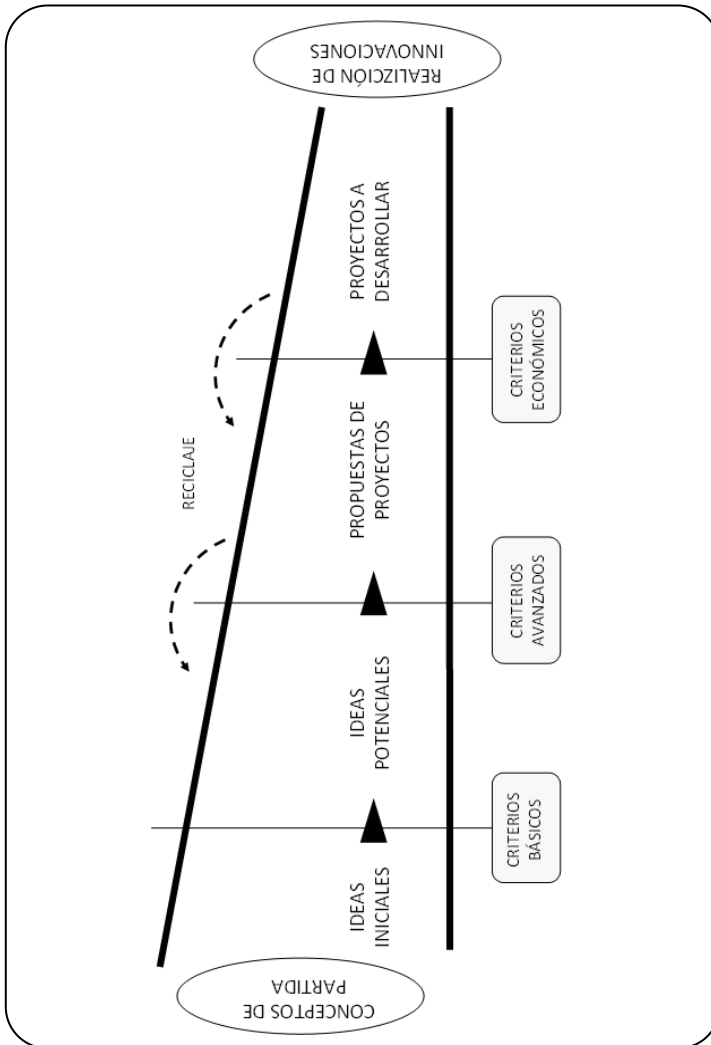 CONCEPTOS DE
PARTIDA
IDEAS
INICIALES
CRITERIOS
BÁSICOS
IDEAS
POTENCIALES
CRITERIOS
AVANZADOS
PROPUESTAS DE
PROYECTOS
CRITERIOS
ECONÓMICOS
PROYECTOS A
DESARROLLAR
RECICLAJE
REALIZCIÓN DE
INNOVACIONES